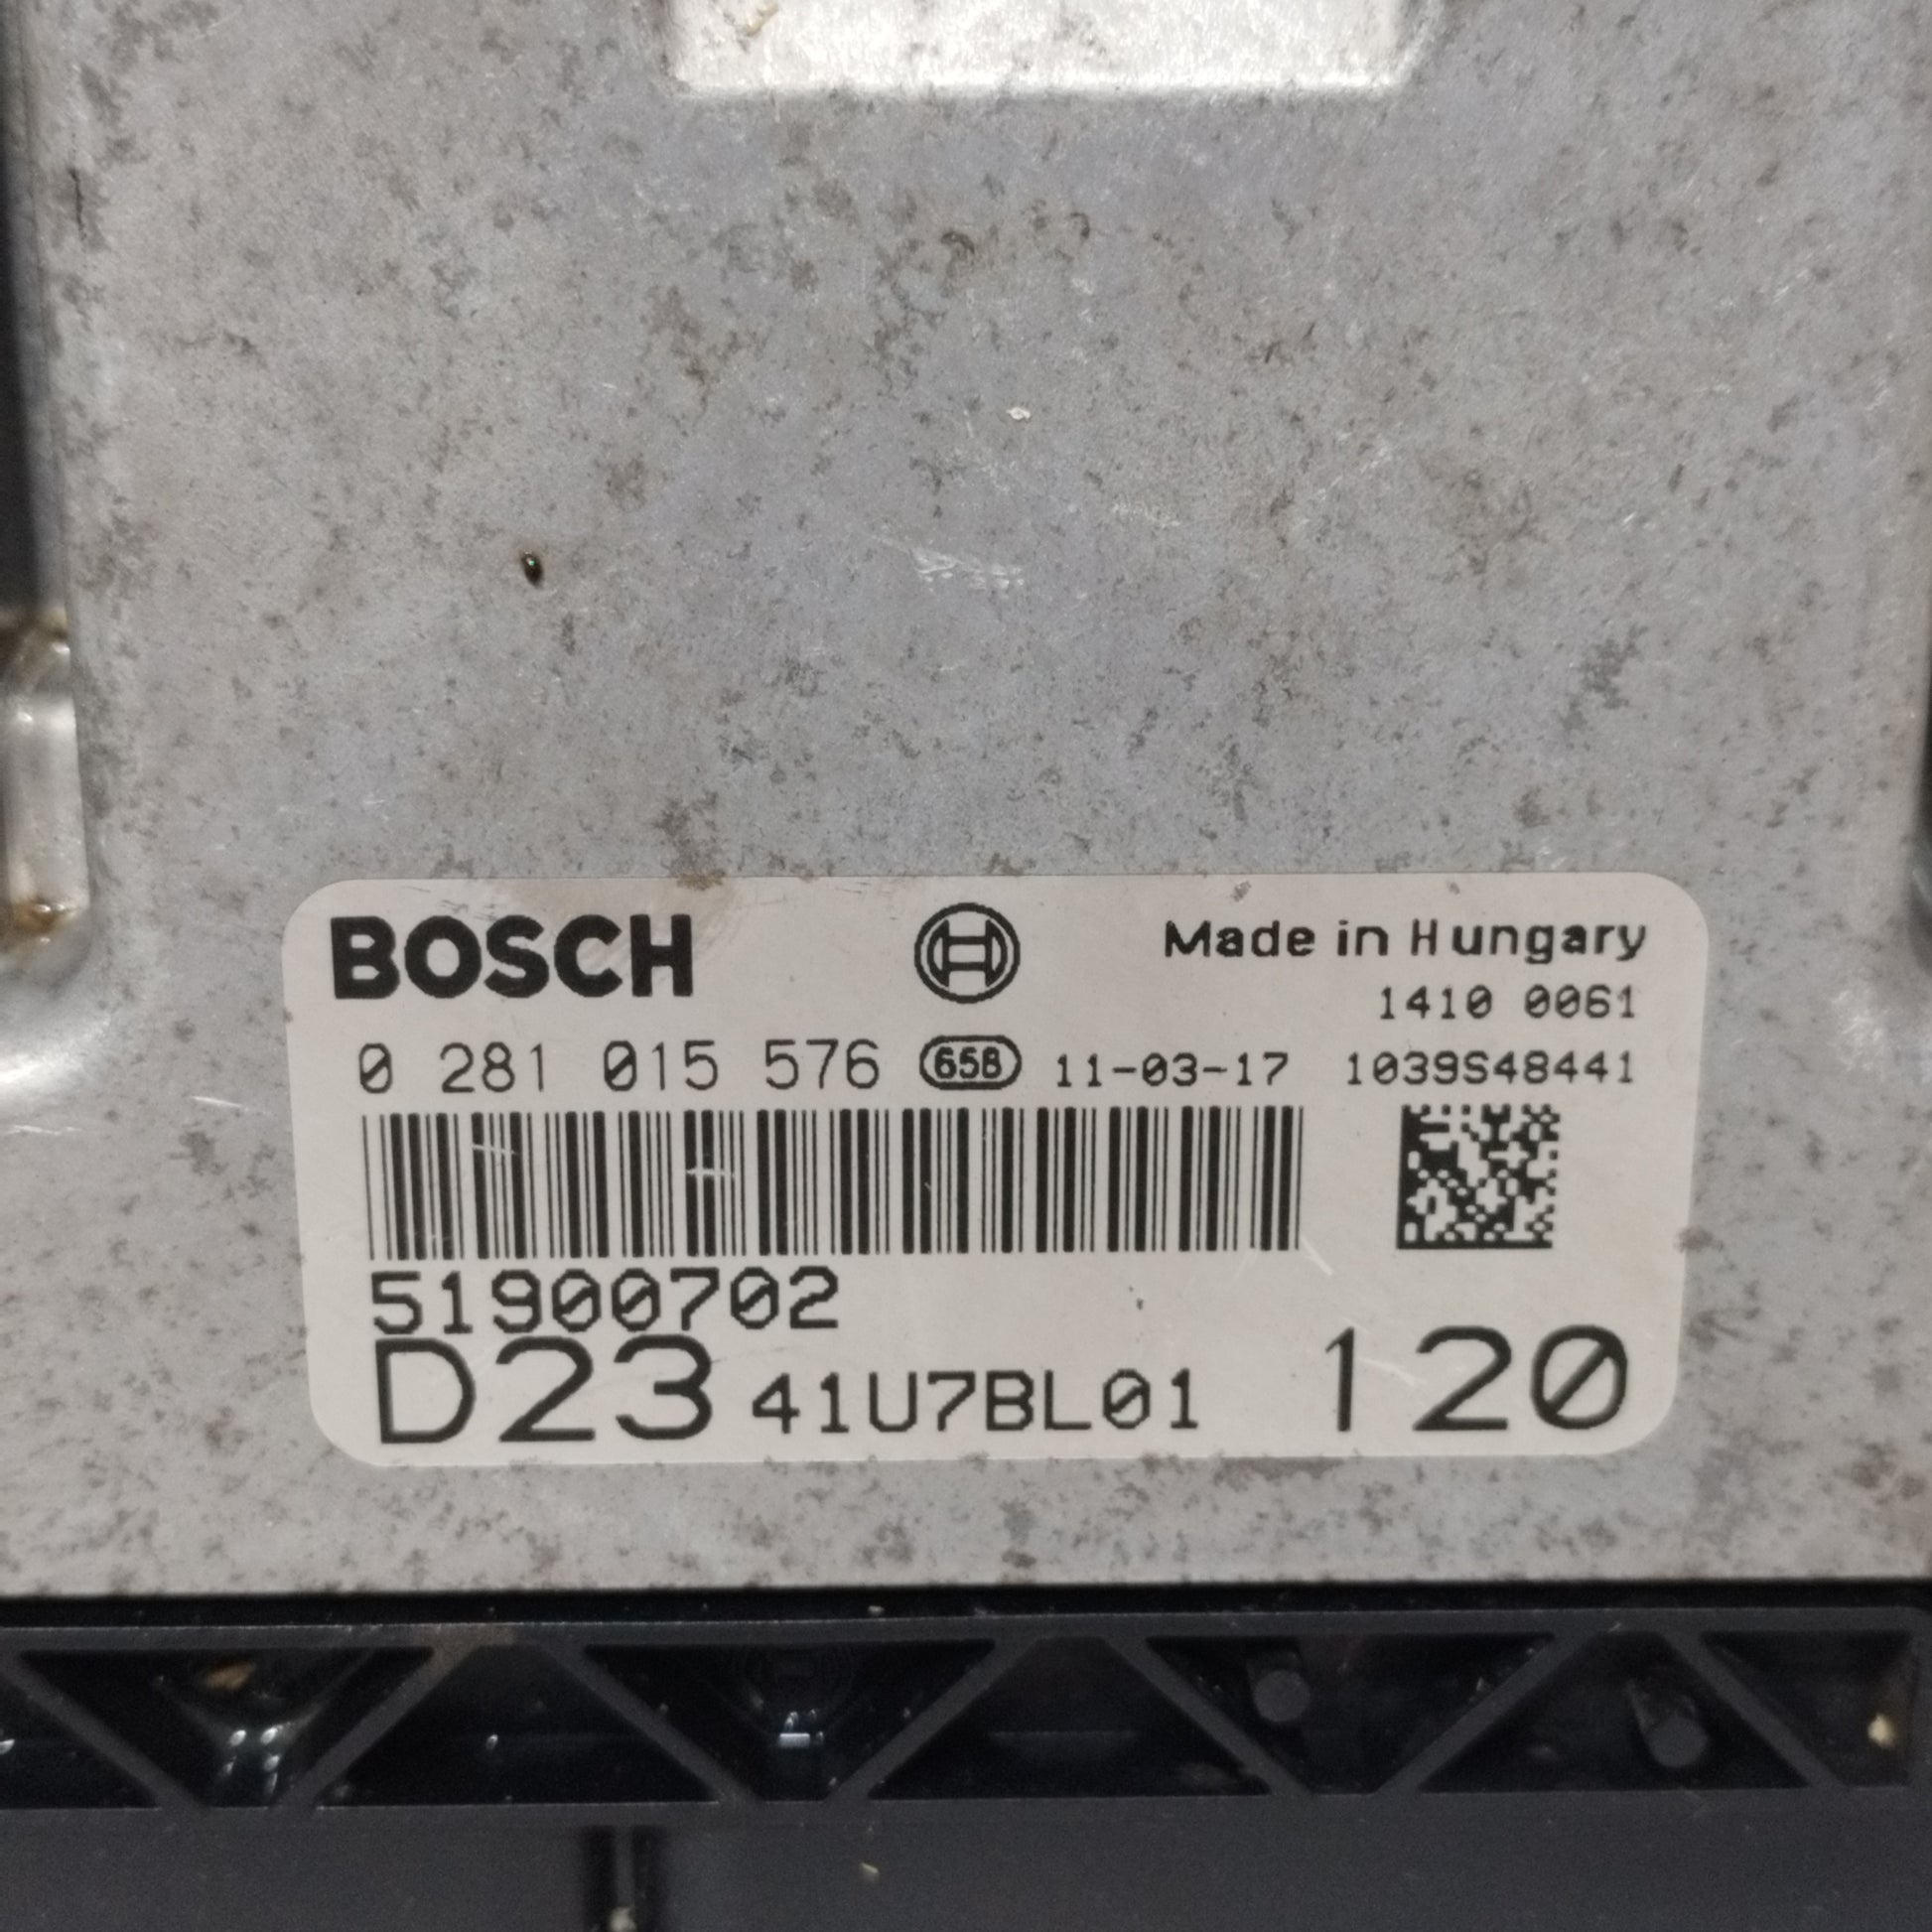 BOSCH Made in Hungary
1410 0061
0 281 015 576 658 11-03-17 1039S48441
51900702
D23 41U7BL01 120